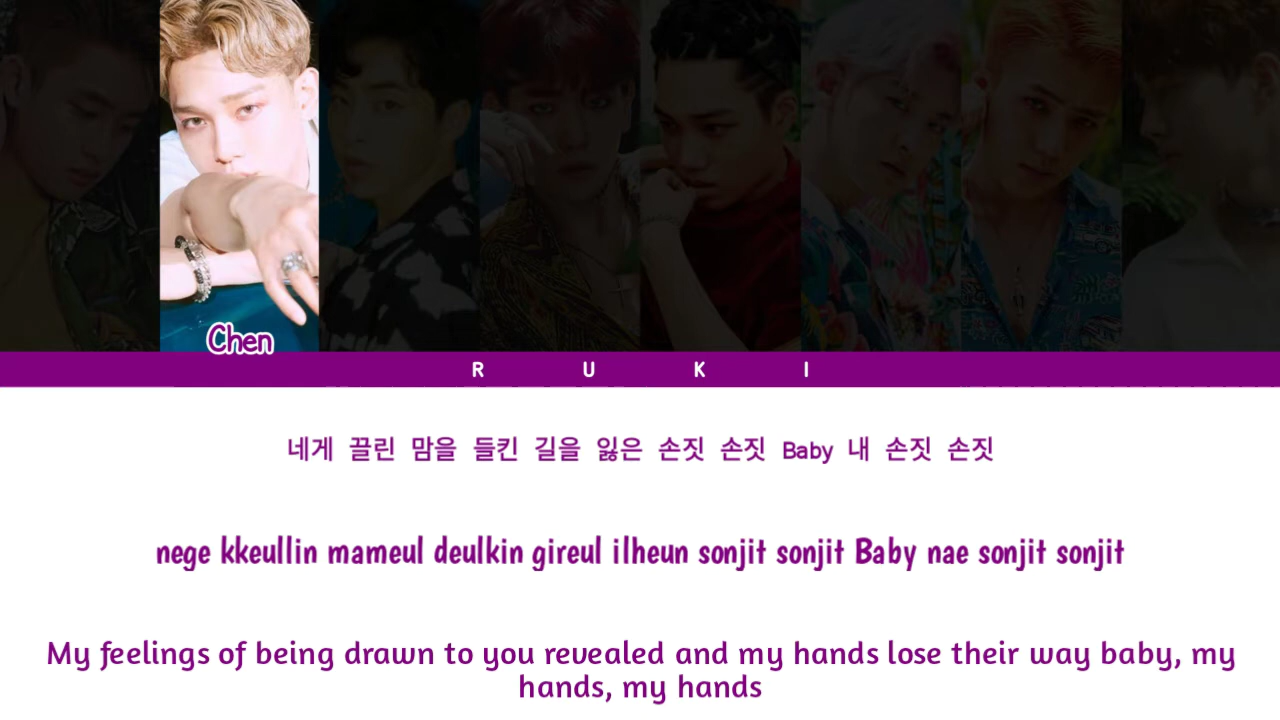 Chen
R U K I
네게 끌린 맘을 들킨 길을 잃은 손짓 손짓 Baby 내 손짓 손짓
nege kkeullin mameul deulkin gireul ilheun sonjit sonjit Baby nae sonjit sonjit
My feelings of being drawn to you revealed and my hands lose their way baby, my
hands, my hands